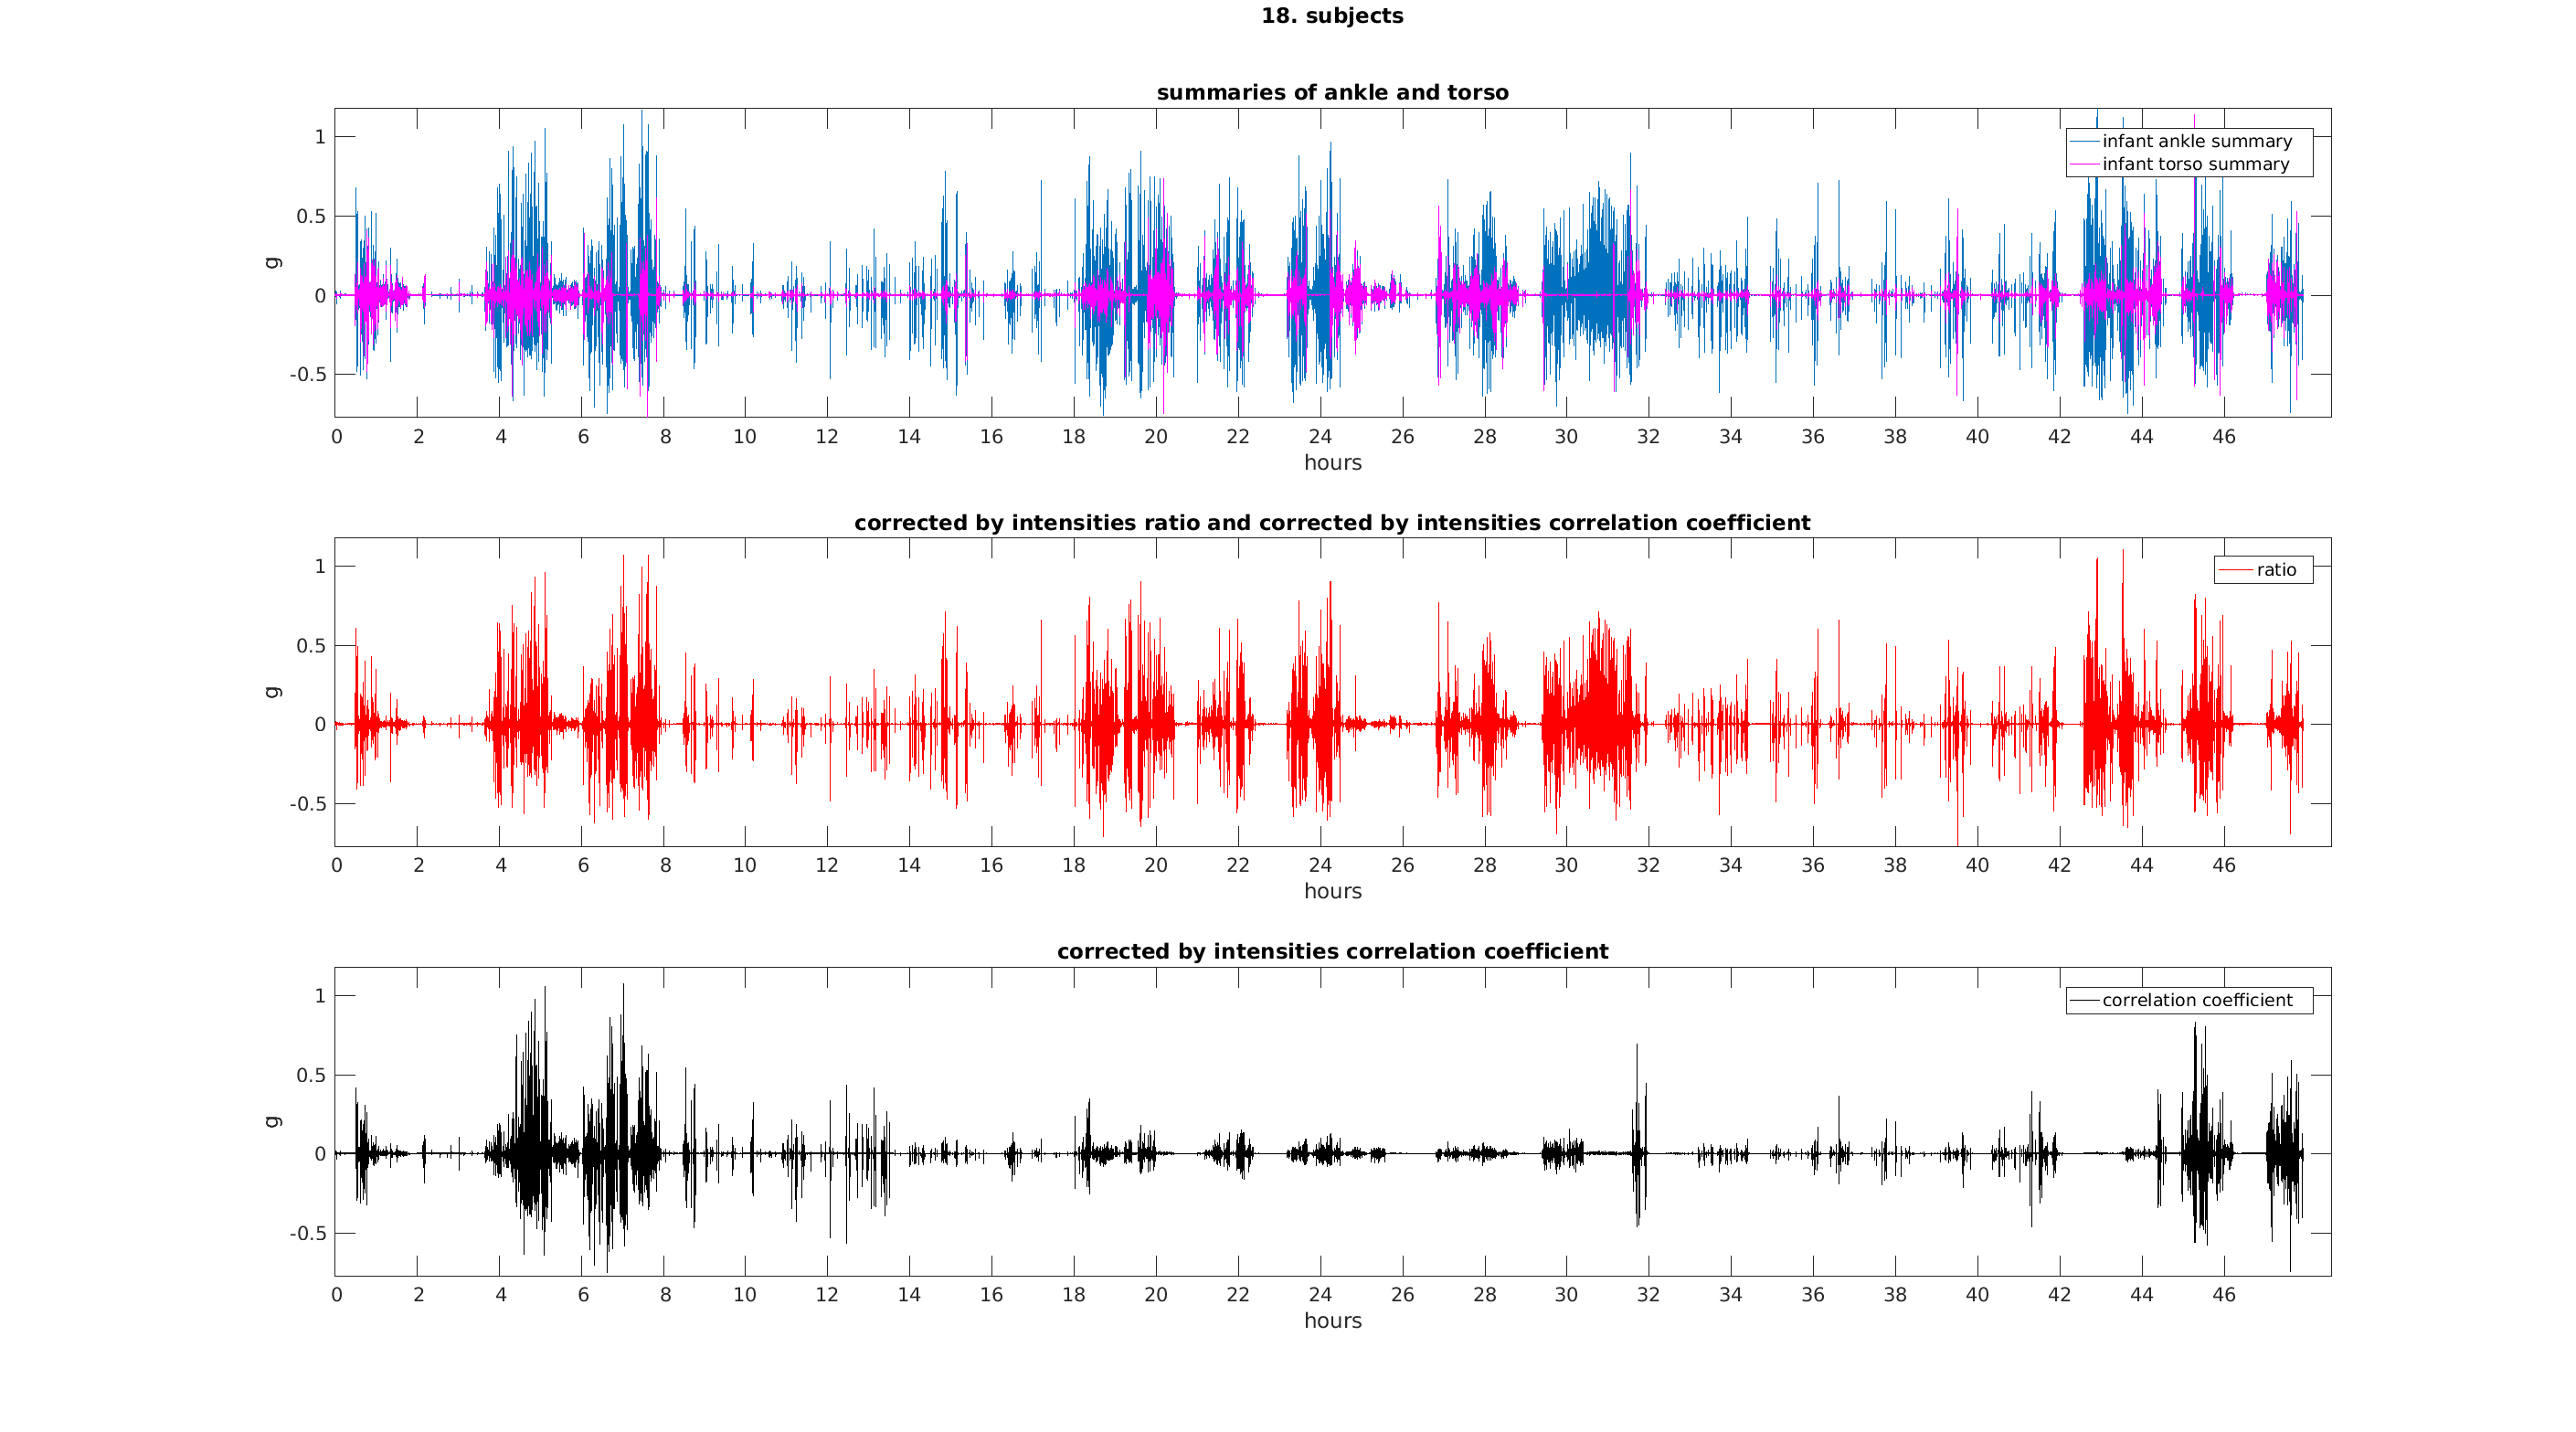 18. subjects
summaries of ankle and torso
1
0.5
0
-0.5
g
infant ankle summary
infant torso summary
0 2 4 6 8 10 12 14 16 18 20 22 24 26 28 30 32 34 36 38 40 42 44 46
hours
corrected by intensities ratio and corrected by intensities correlation coefficient
1
0.5
0
-0.5
g
ratio
0 2 4 6 8 10 12 14 16 18 20 22 24 26 28 30 32 34 36 38 40 42 44 46
hours
corrected by intensities correlation coefficient
1
0.5
0
-0.5
g
correlation coefficient
0 2 4 6 8 10 12 14 16 18 20 22 24 26 28 30 32 34 36 38 40 42 44 46
hours